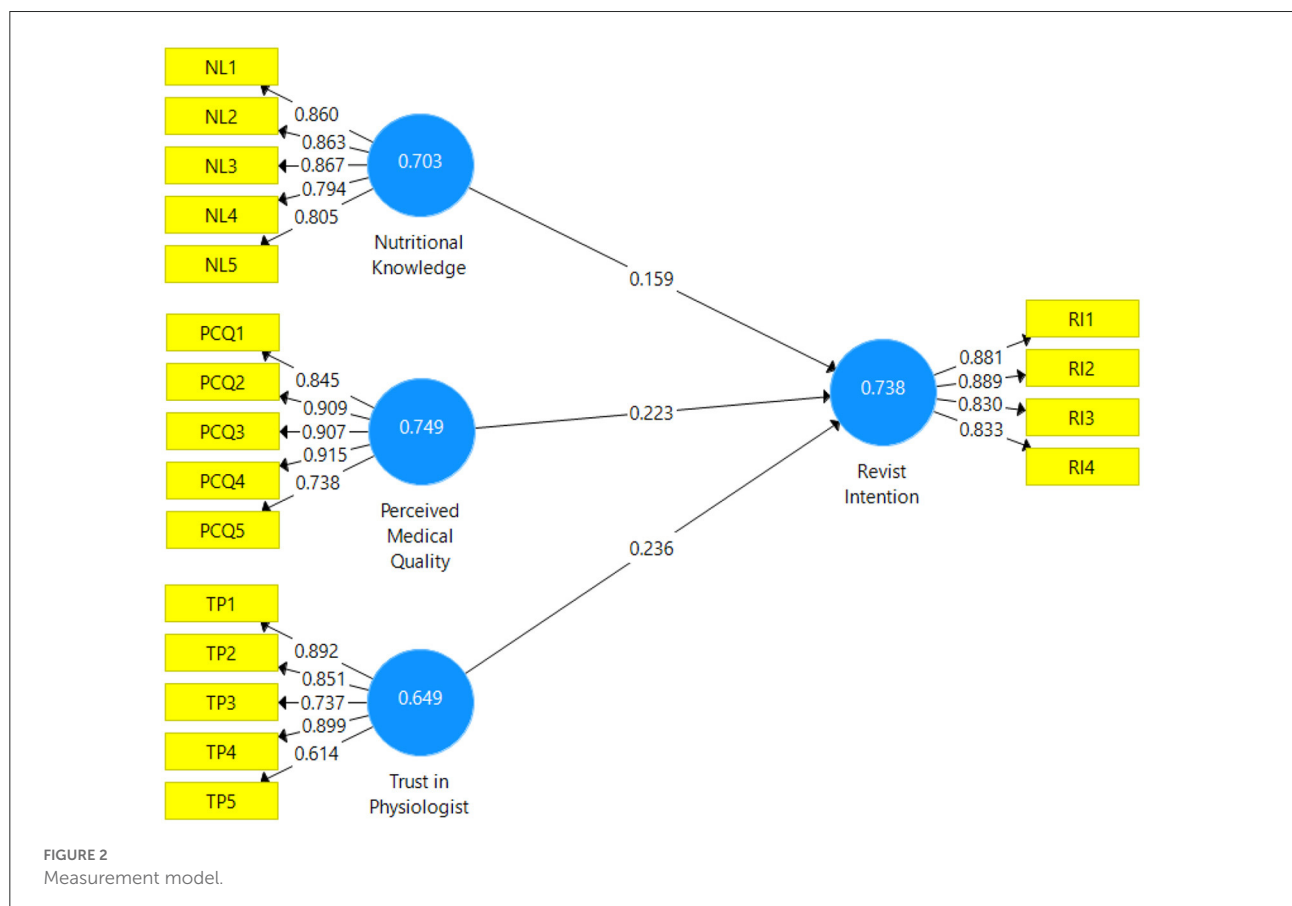 NL1
NL2
NL3
NL4
NL5
0.860
0.863
0.867
0.794
0.805
0.703
Nutritional
Knowledge
PCQ1
PCQ2
PCQ3
PCQ4
PCQ5
0.845
0.909
0.907
0.915
0.738
0.749
Perceived
Medical
Quality
TP1
TP2
TP3
TP4
TP5
0.892
0.851
0.737
0.899
0.614
0.649
Trust in
Physiologist
0.159
0.223
0.236
0.738
Revist
Intention
0.881
0.889
0.830
0.833
RI1
RI2
RI3
RI4
FIGURE 2
Measurement model.